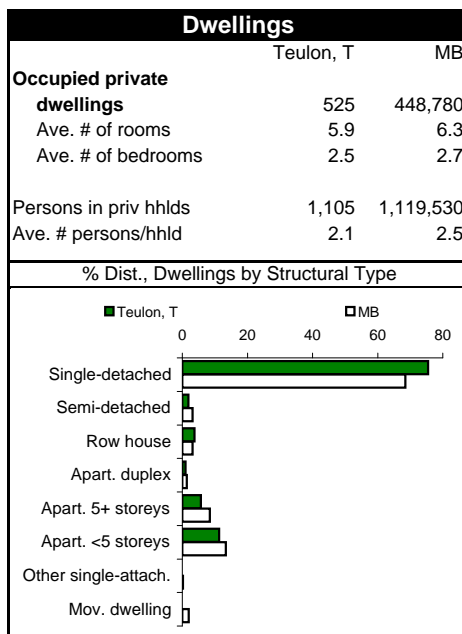 Dwellings
Teulon, T MB
Occupied private
dwellings 525 448,780
Ave. # of rooms 5.9 6.3
Ave. # of bedrooms 2.5 2.7
Persons in priv hhlds 1,105 1,119,530
Ave. # persons/hhld 2.1 2.5
% Dist., Dwellings by Structural Type
Teulon, T MB
0 20 40 60 80
Single-detached
Semi-detached
Row house
Apart. duplex
Apart. 5+ storeys
Apart. <5 storeys
Other single-attach.
Mov. dwelling